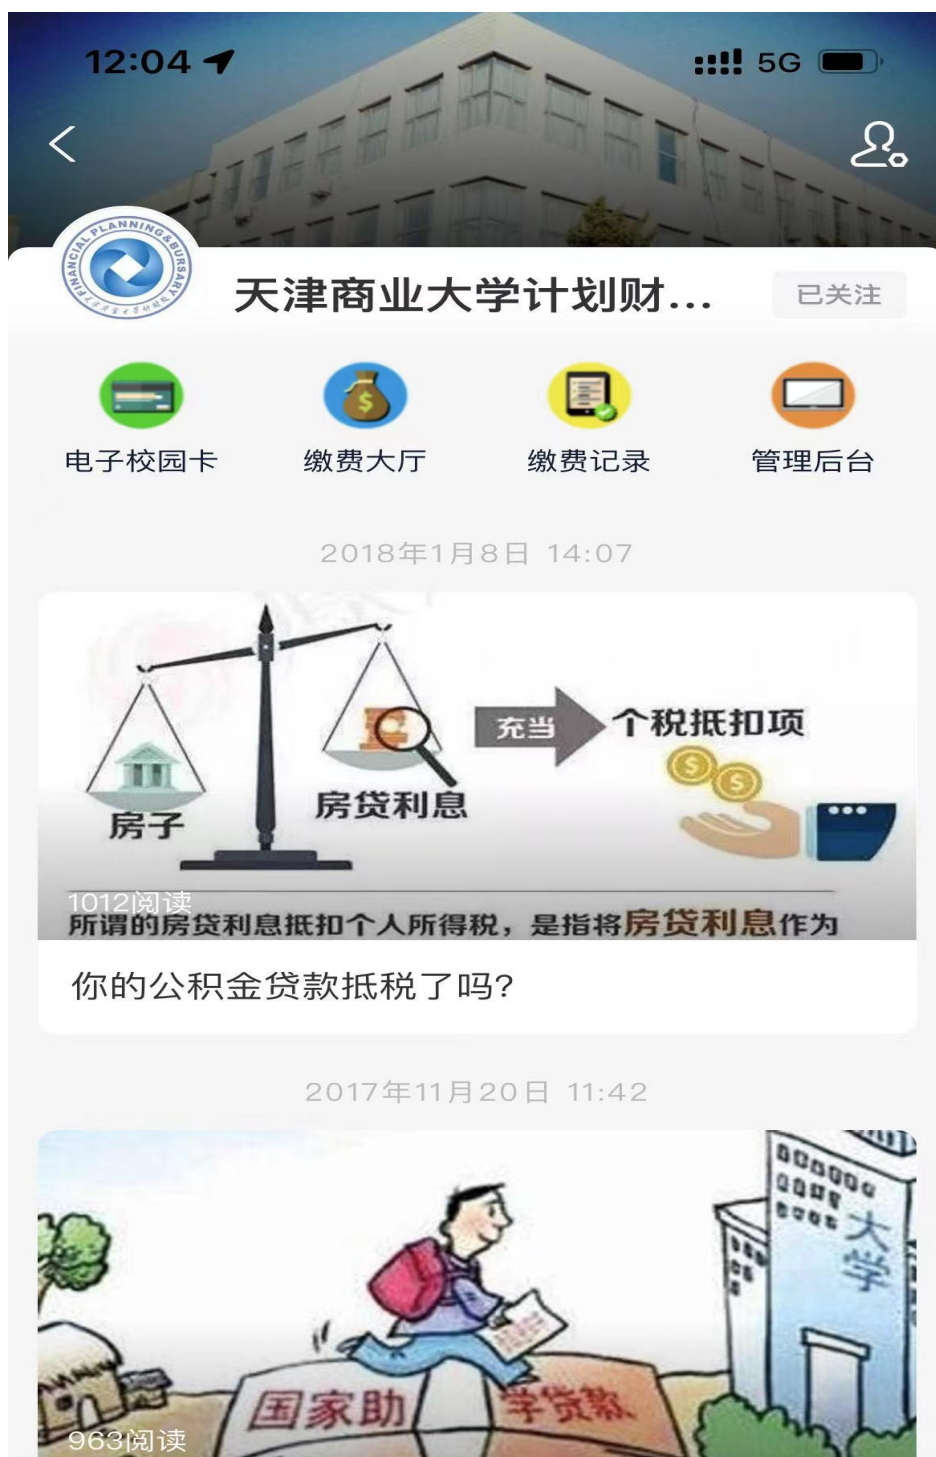 12:04
5G
FINANCIAL PLANNING&BURSARY
天津商业大学计划财...
已关注
电子校园卡
缴费大厅
缴费记录
管理后台
2018年1月8日 14:07
充当
个税抵扣项
房贷利息
房子
1012阅读
所谓的房贷利息抵扣个人所得税，是指将房贷利息作为
你的公积金贷款抵税了吗?
2017年11月20日 11:42
大学
国家助
学贷款
963阅读